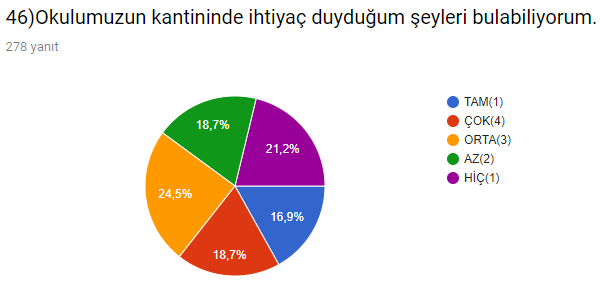 46)Okulumuzun kantininde ihtiyaç duyduğum şeyleri bulabiliyorum.
278 yanıt
TAM(1)
ÇOK(4)
ORTA(3)
AZ(2)
HİÇ(1)
18,7%
21,2%
24,5%
16,9%
18,7%